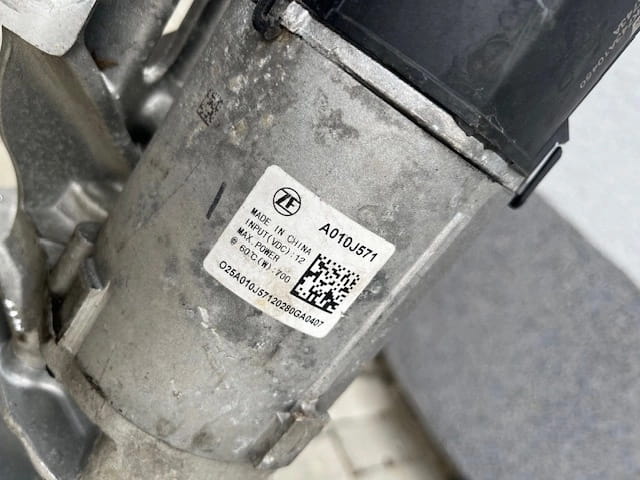 ZF
A010J571
MADE IN CHINA
INPUT(VDC):12
MAX. POWER
@ 60℃(W):700
O25A010J57120280GA0407